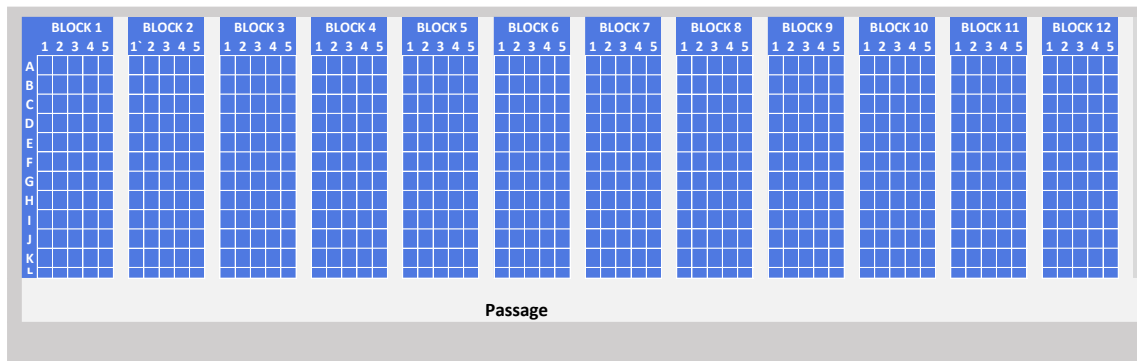 BLOCK 1 BLOCK 2 BLOCK 3 BLOCK 4 BLOCK 5 BLOCK 6 BLOCK 7 BLOCK 8 BLOCK 9 BLOCK 10 BLOCK 11 BLOCK 12
1 2 3 4 5 1` 2 3 4 5 1 2 3 4 5 1 2 3 4 5 1 2 3 4 5 1 2 3 4 5 1 2 3 4 5 1 2 3 4 5 1 2 3 4 5 1 2 3 4 5 1 2 3 4 5 1 2 3 4 5
A
B
C
D
E
F
G
H
I
J
K
L
Passage